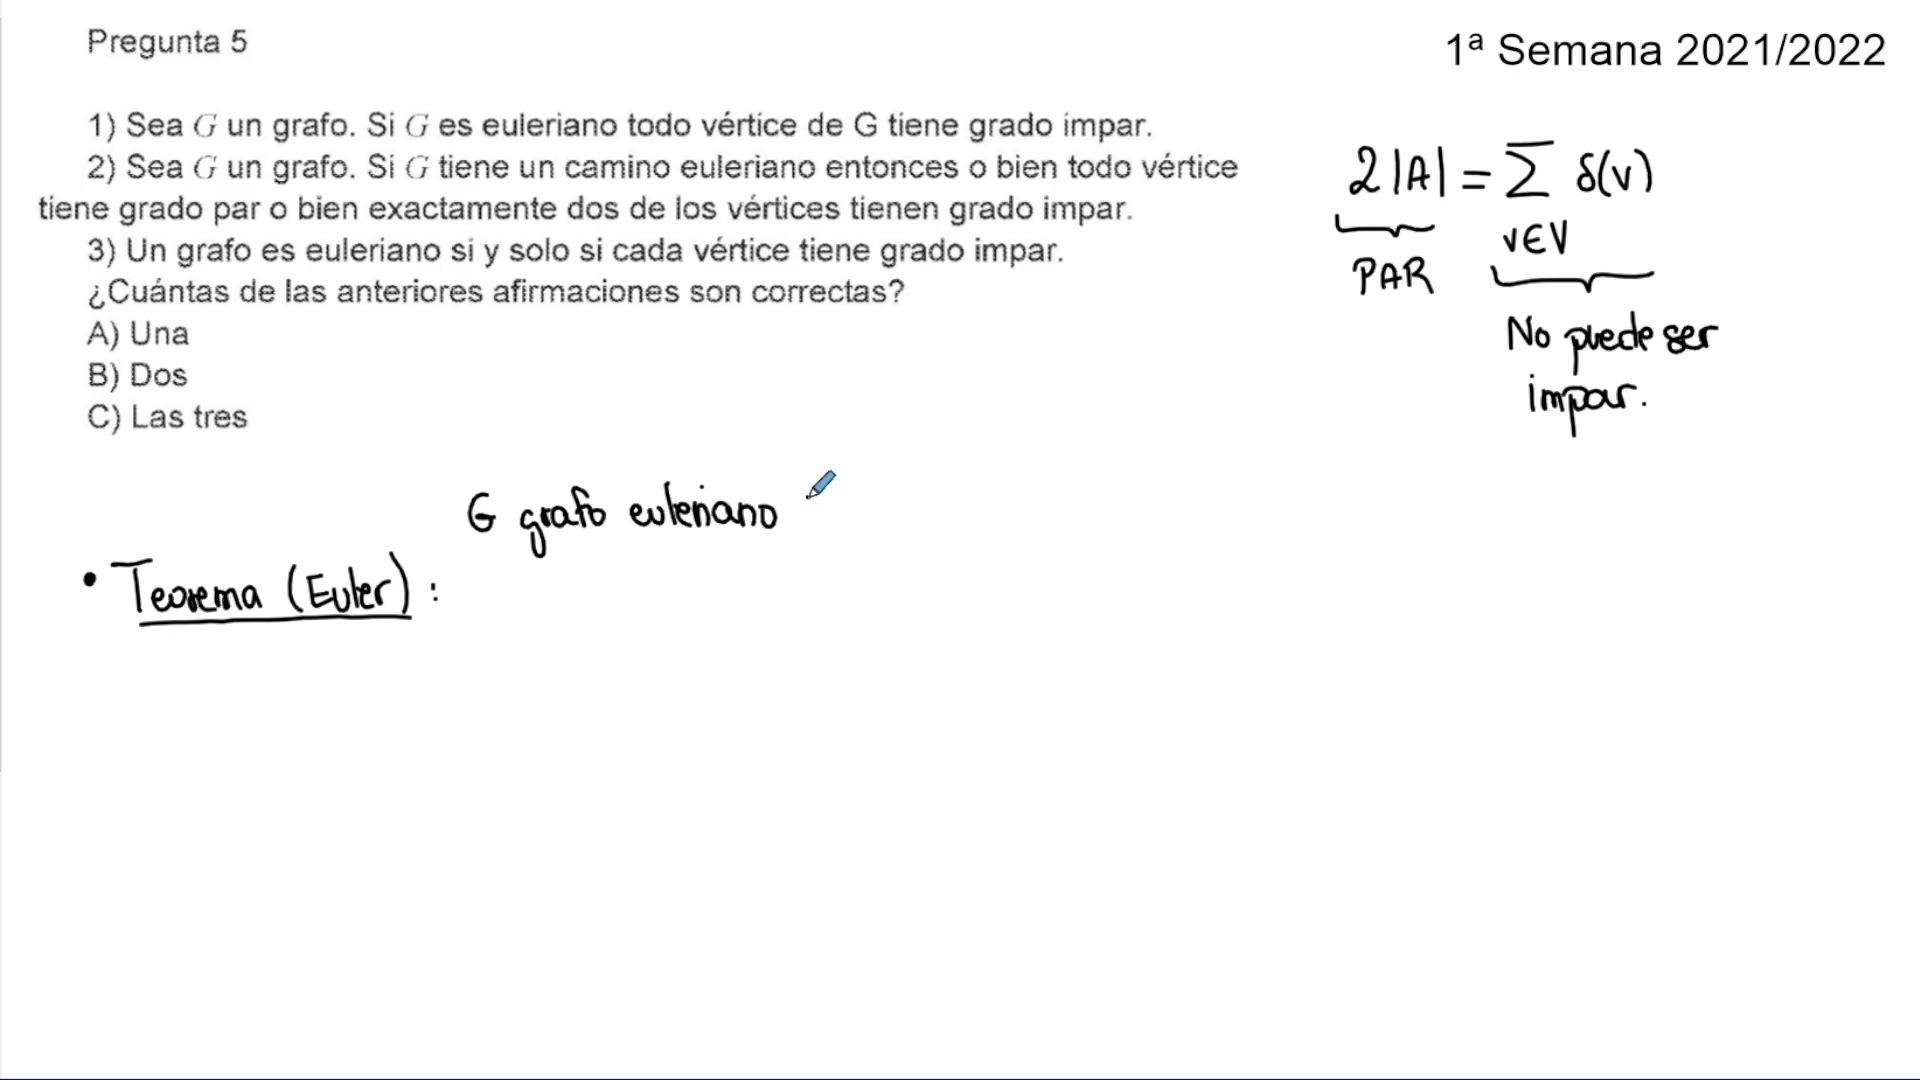 Pregunta 5
1ª Semana 2021/2022
1) Sea G un grafo. Si G es euleriano todo vértice de G tiene grado impar.
2) Sea G un grafo. Si G tiene un camino euleriano entonces o bien todo vértice
tiene grado par o bien exactamente dos de los vértices tienen grado impar.
3) Un grafo es euleriano si y solo si cada vértice tiene grado impar.
¿Cuántas de las anteriores afirmaciones son correctas?
A) Una
B) Dos
C) Las tres
2|A| = ∑ δ(v)
v∈V
PAR
No puede ser
impar.
G grafo euleriano
• Teorema (Euler):